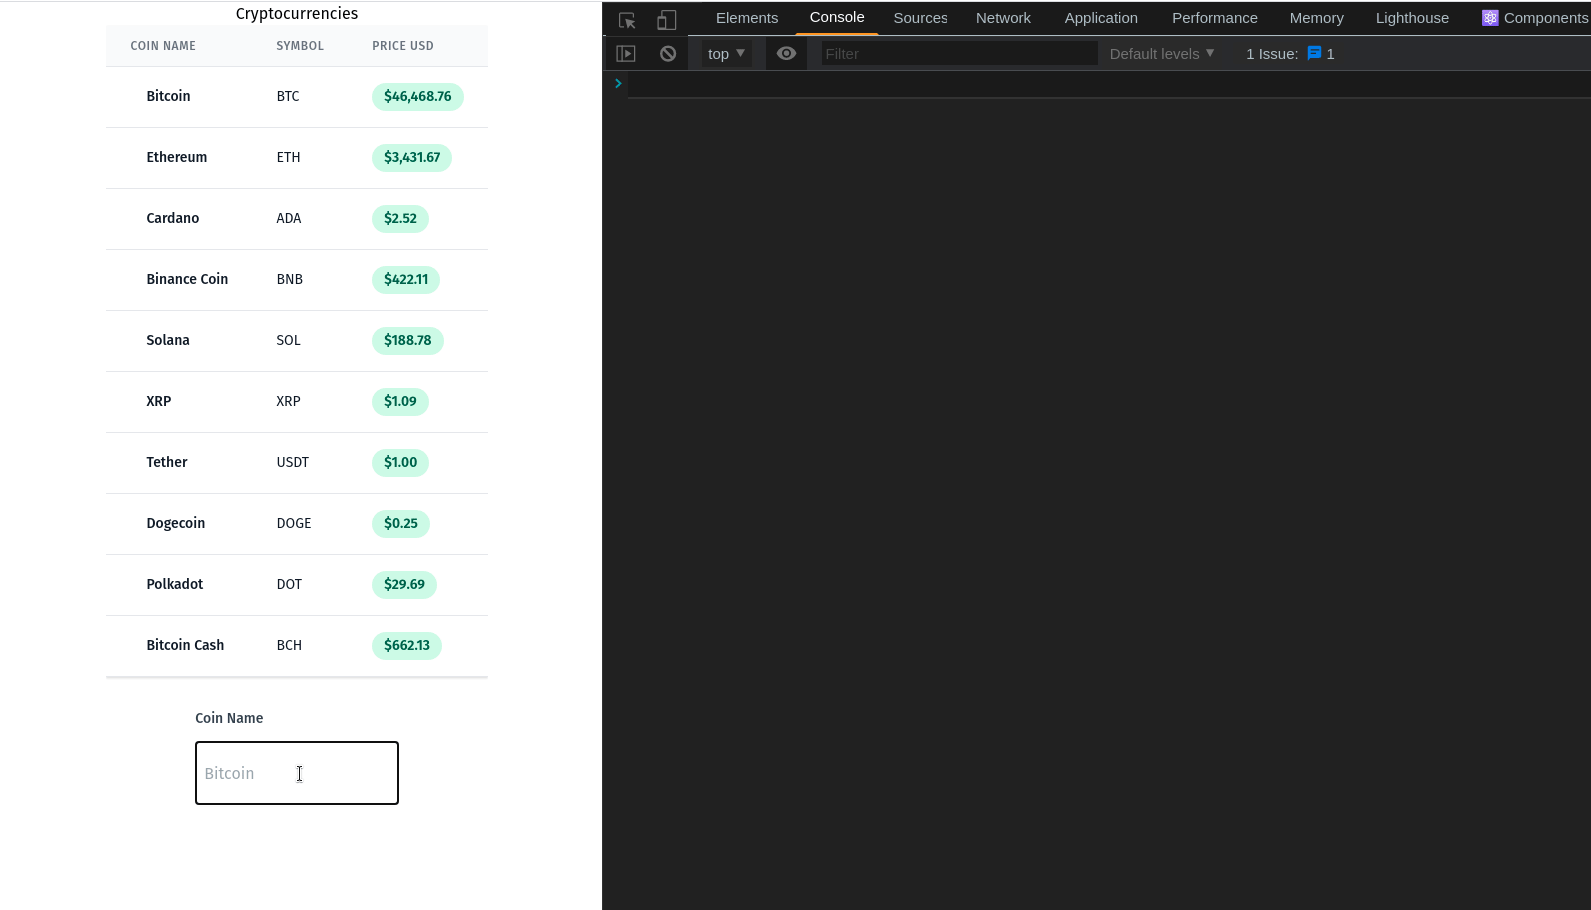 Cryptocurrencies
COIN NAME SYMBOL PRICE USD
Bitcoin BTC $46,468.76
Ethereum ETH $3,431.67
Cardano ADA $2.52
Binance Coin BNB $422.11
Solana SOL $188.78
XRP XRP $1.09
Tether USDT $1.00
Dogecoin DOGE $0.25
Polkadot DOT $29.69
Bitcoin Cash BCH $662.13
Coin Name
Bitcoin
Elements Console Sources Network Application Performance Memory Lighthouse Components
top Filter Default levels 1 Issue: 1